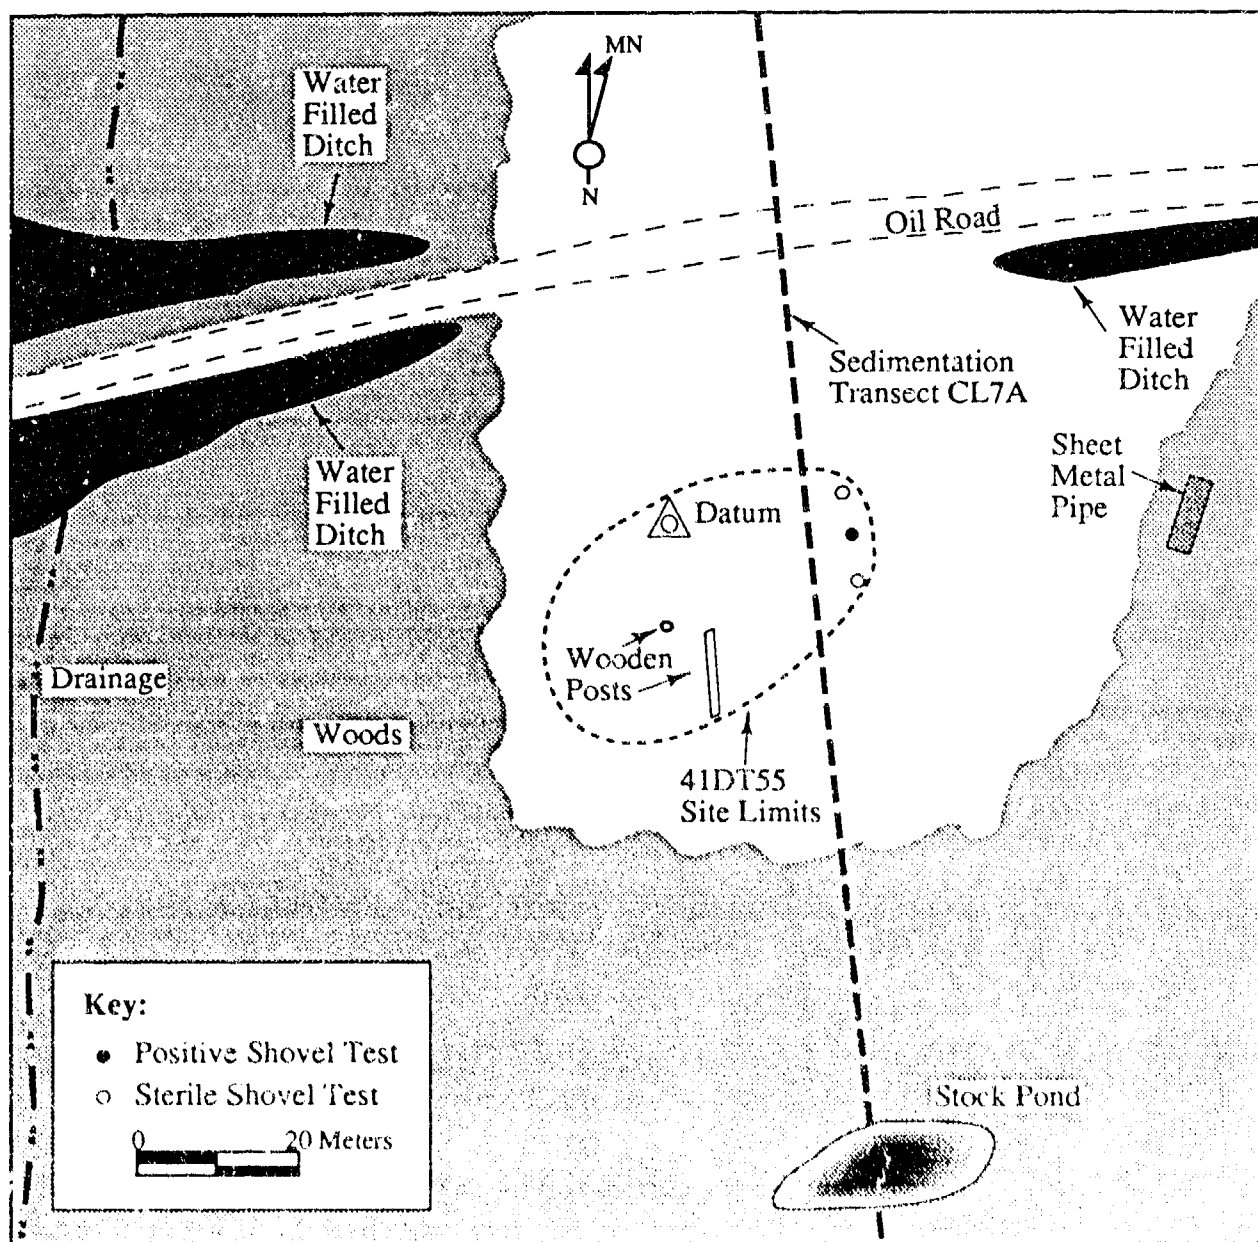 MN
N
Water
Filled
Ditch
Oil Road
Water
Filled
Ditch
Sedimentation
Transect CL7A
Sheet
Metal
Pipe
Water
Filled
Ditch
Datum
Wooden
Posts
Drainage
Woods
41DT55
Site Limits
Key:
Positive Shovel Test
Sterile Shovel Test
0
20 Meters
Stock Pond